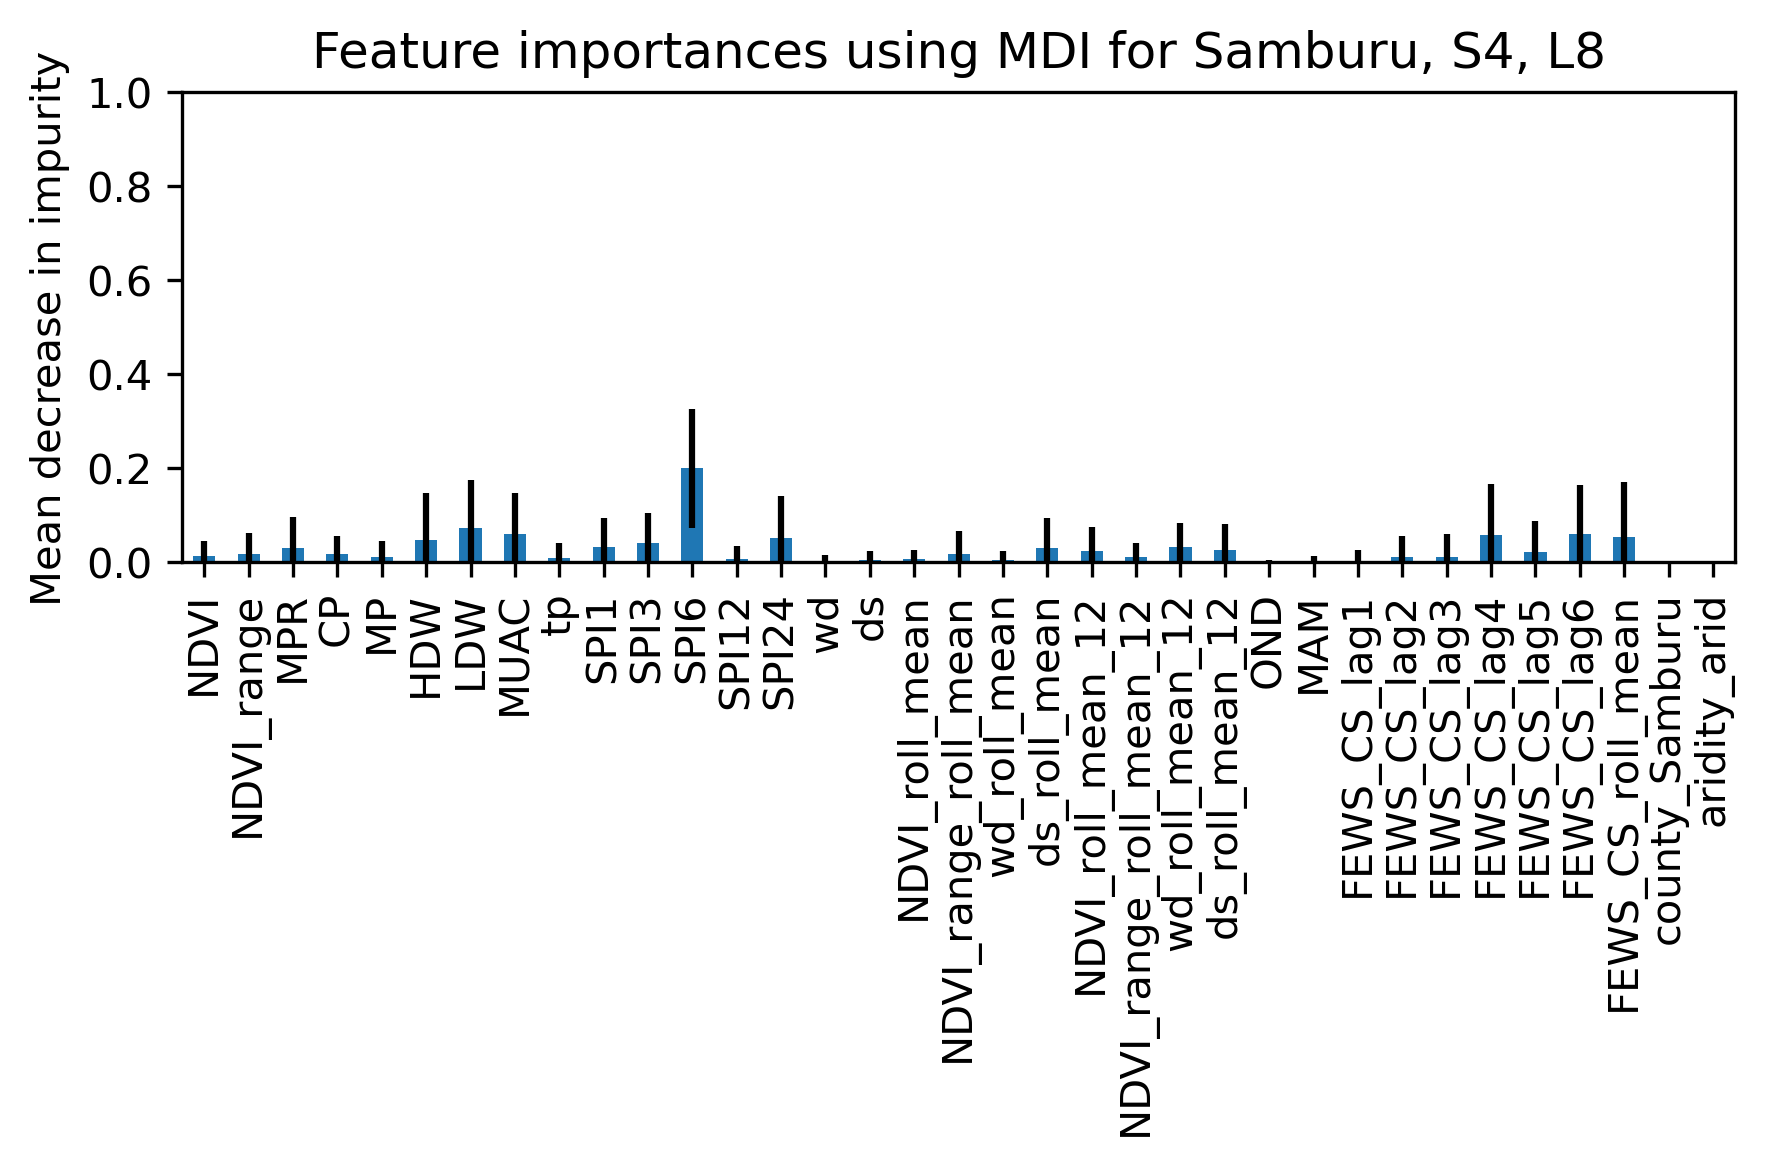 Feature importances using MDI for Samburu, S4, L8
Mean decrease in impurity
1.0
0.8
0.6
0.4
0.2
0.0
NDVI
NDVI_range
MPR
CP
MP
HDW
LDW
MUAC
tp
SPI1
SPI3
SPI6
SPI12
SPI24
wd
ds
NDVI_roll_mean
NDVI_range_roll_mean
wd_roll_mean
ds_roll_mean
NDVI_roll_mean_12
NDVI_range_roll_mean_12
wd_roll_mean_12
ds_roll_mean_12
OND
MAM
FEWS_CS_lag1
FEWS_CS_lag2
FEWS_CS_lag3
FEWS_CS_lag4
FEWS_CS_lag5
FEWS_CS_lag6
FEWS_CS_roll_mean
county_Samburu
aridity_arid